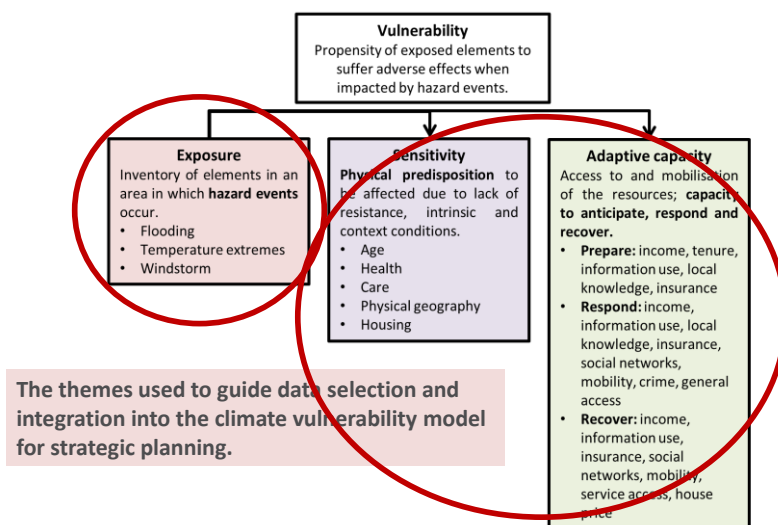 Vulnerability
Propensity of exposed elements to
suffer adverse effects when
impacted by hazard events.
Exposure
Inventory of elements in an
area in which hazard events
occur.
• Flooding
• Temperature extremes
• Windstorm
Sensitivity
Physical predisposition to
be affected due to lack of
resistance, intrinsic and
context conditions.
• Age
• Health
• Care
• Physical geography
• Housing
Adaptive capacity
Access to and mobilisation
of the resources; capacity
to anticipate, respond and
recover.
• Prepare: income, tenure,
information use, local
knowledge, insurance
• Respond: income,
information use, local
knowledge, insurance,
social networks,
mobility, crime, general
access
• Recover: income,
information use,
insurance, social
networks, mobility,
service access, house
price
The themes used to guide data selection and
integration into the climate vulnerability model
for strategic planning.